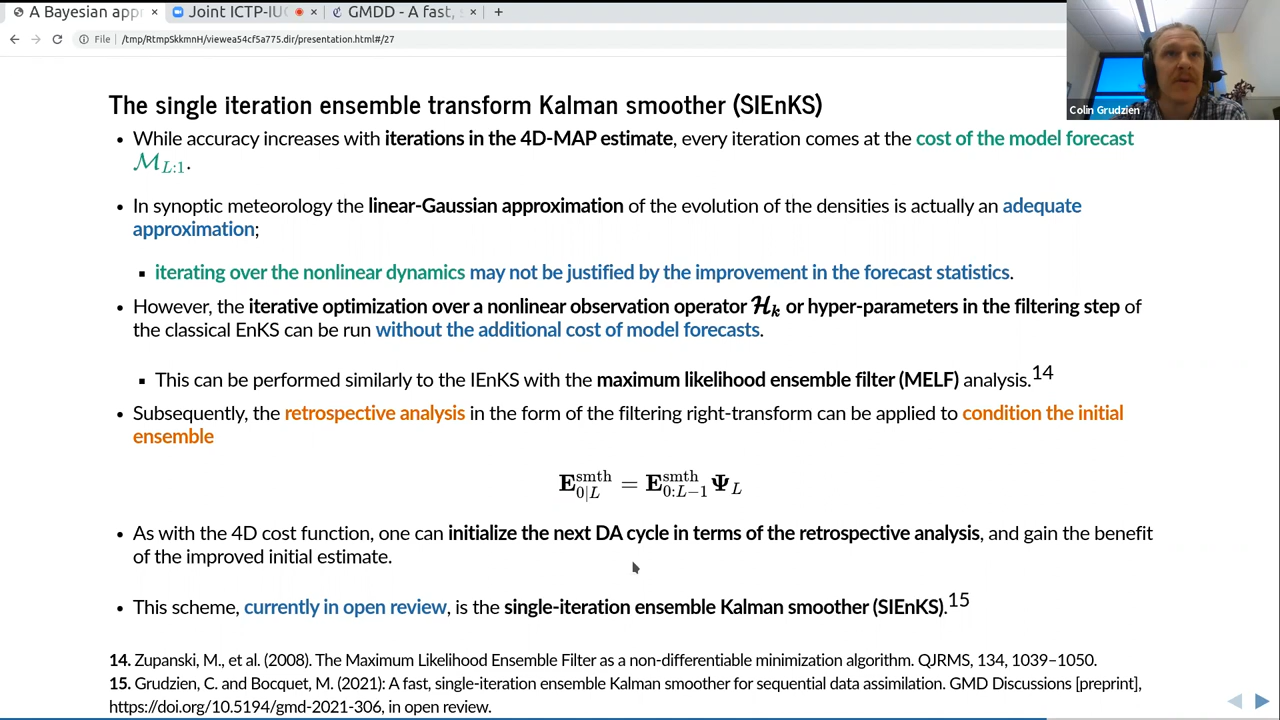 A Bayesian app
Joint ICTP-IU
GMDD - A fast,
File /tmp/RtmpSkkmnH/viewea54cf5a775.dir/presentation.html#/27
Colin Grudzien
The single iteration ensemble transform Kalman smoother (SIEnKS)
• While accuracy increases with iterations in the 4D-MAP estimate, every iteration comes at the cost of the model forecast
ℳ_{L:1}.
• In synoptic meteorology the linear-Gaussian approximation of the evolution of the densities is actually an adequate
approximation;
▪ iterating over the nonlinear dynamics may not be justified by the improvement in the forecast statistics.
• However, the iterative optimization over a nonlinear observation operator ℋ_k or hyper-parameters in the filtering step of
the classical EnKS can be run without the additional cost of model forecasts.
▪ This can be performed similarly to the IEnKS with the maximum likelihood ensemble filter (MELF) analysis.14
• Subsequently, the retrospective analysis in the form of the filtering right-transform can be applied to condition the initial
ensemble
E^{smth}_{0|L} = E^{smth}_{0:L−1} Ψ_L
• As with the 4D cost function, one can initialize the next DA cycle in terms of the retrospective analysis, and gain the benefit
of the improved initial estimate.
• This scheme, currently in open review, is the single-iteration ensemble Kalman smoother (SIEnKS).15
14. Zupanski, M., et al. (2008). The Maximum Likelihood Ensemble Filter as a non-differentiable minimization algorithm. QJRMS, 134, 1039–1050.
15. Grudzien, C. and Bocquet, M. (2021): A fast, single-iteration ensemble Kalman smoother for sequential data assimilation. GMD Discussions [preprint],
https://doi.org/10.5194/gmd-2021-306, in open review.